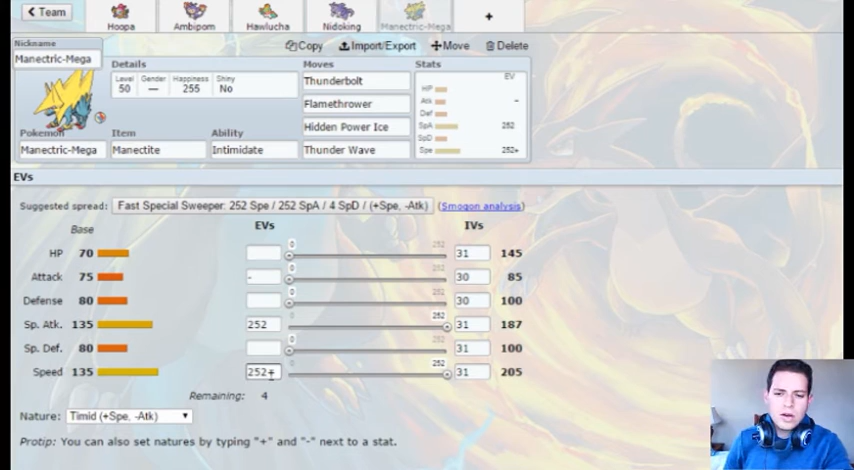 < Team
Hoopa
Ambipom
Hawlucha
Nidoking
Manectric-Mega
+
Nickname
Manectric-Mega
Copy Import/Export Move Delete
Details
Level Gender Happiness Shiny
50 — 255 No
Moves
Thunderbolt
Flamethrower
Hidden Power Ice
Thunder Wave
Stats
EV
HP
Atk -
Def
SpA 252
SpD
Spe 252+
Pokemon
Manectric-Mega
Item
Manectite
Ability
Intimidate
EVs
Suggested spread: Fast Special Sweeper: 252 Spe / 252 SpA / 4 SpD / (+Spe, -Atk) (Smogon analysis)
Base EVs IVs
HP 70 0 252 31 145
Attack 75 - 0 252 30 85
Defense 80 0 252 30 100
Sp. Atk. 135 252 0 252 31 187
Sp. Def. 80 0 252 31 100
Speed 135 252+ 0 252 31 205
Remaining: 4
Nature: Timid (+Spe, -Atk)
Protip: You can also set natures by typing "+" and "-" next to a stat.